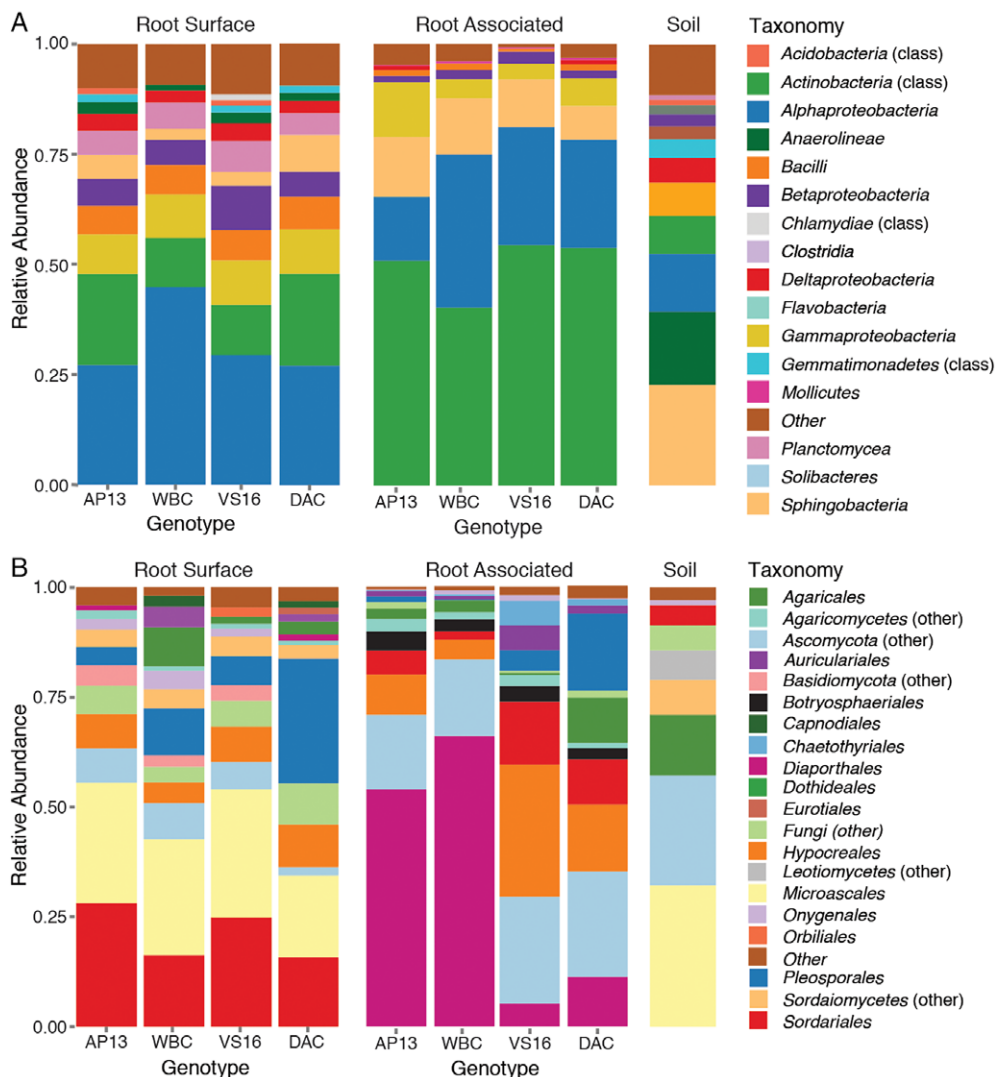 A
Root Surface
Root Associated
Soil
Taxonomy
1.00
0.75
0.50
0.25
0.00
Relative Abundance
AP13
WBC
VS16
DAC
Genotype
AP13
WBC
VS16
DAC
Genotype
Acidobacteria (class)
Actinobacteria (class)
Alphaproteobacteria
Anaerolineae
Bacilli
Betaproteobacteria
Chlamydiae (class)
Clostridia
Deltaproteobacteria
Flavobacteria
Gammaproteobacteria
Gemmatimonadetes (class)
Mollicutes
Other
Planctomycea
Solibacteres
Sphingobacteria
B
Root Surface
Root Associated
Soil
Taxonomy
1.00
0.75
0.50
0.25
0.00
Relative Abundance
AP13
WBC
VS16
DAC
Genotype
AP13
WBC
VS16
DAC
Genotype
Agaricales
Agaricomycetes (other)
Ascomycota (other)
Auriculariales
Basidiomycota (other)
Botryosphaeriales
Capnodiales
Chaetothyriales
Diaporthales
Dothideales
Eurotiales
Fungi (other)
Hypocreales
Leotiomycetes (other)
Microascales
Onygenales
Orbiliales
Other
Pleosporales
Sordaiomycetes (other)
Sordariales